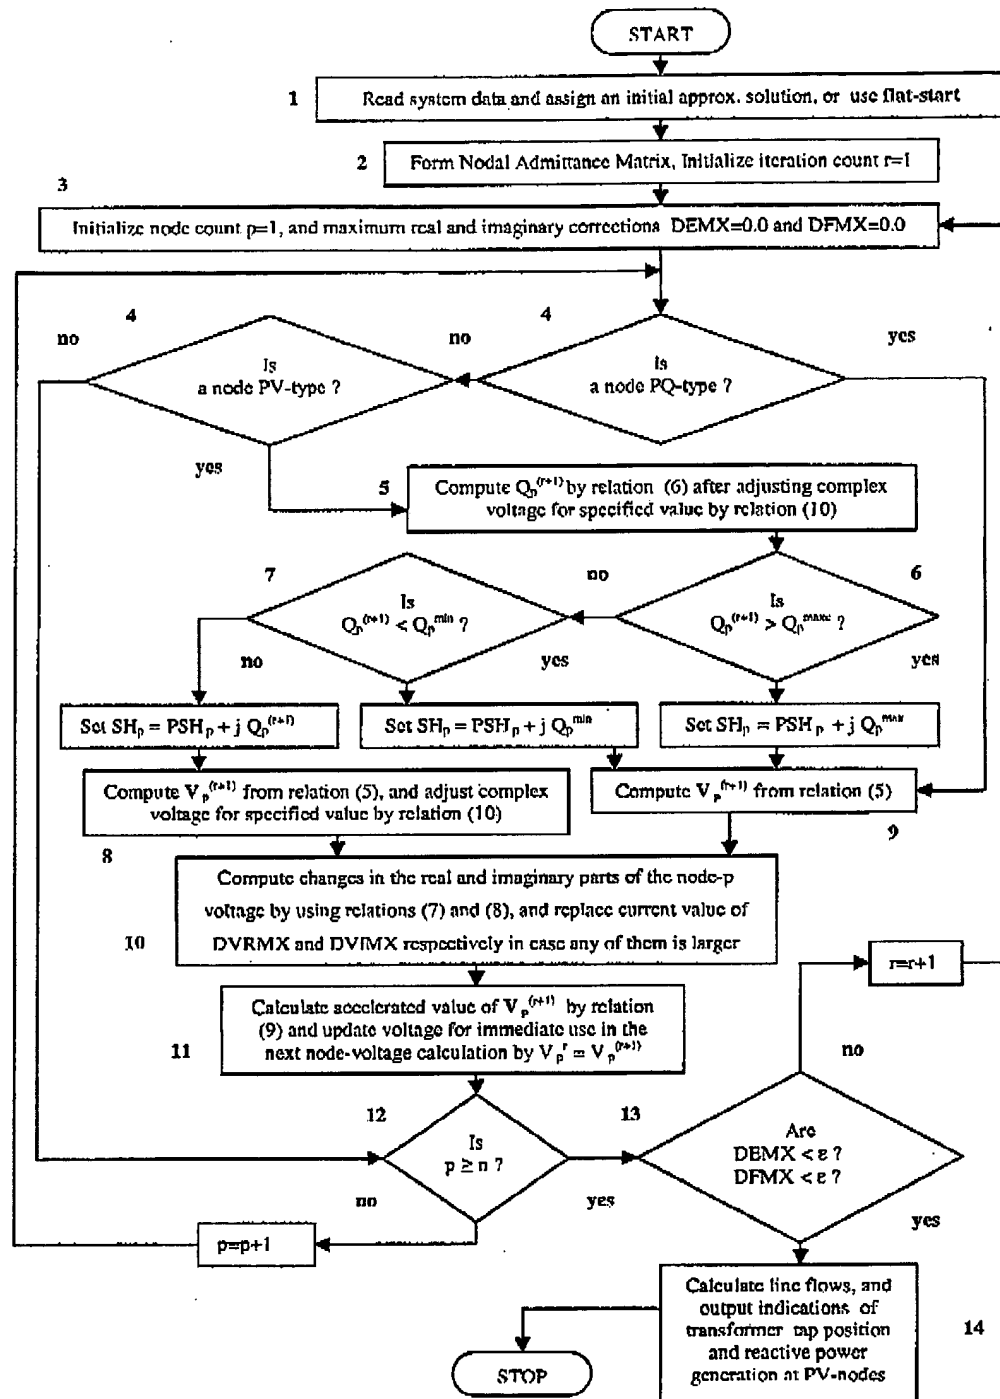 START
1
Read system data and assign an initial approx. solution, or use flat-start
2
Form Nodal Admittance Matrix, Initialize iteration count r=1
3
Initialize node count p=1, and maximum real and imaginary corrections DEMX=0.0 and DFMX=0.0
4
no
Is
a node PV-type ?
yes
4
no
Is
a node PQ-type ?
yes
5
Compute Qp^(r+1) by relation (6) after adjusting complex
voltage for specified value by relation (10)
6
no
Is
Qp^(r+1) > Qp^max ?
yes
7
Is
Qp^(r+1) < Qp^min ?
no
yes
Set SHp = PSHp + j Qp^(r+1)
Set SHp = PSHp + j Qp^min
Set SHp = PSHp + j Qp^max
Compute Vp^(r+1) from relation (5), and adjust complex
voltage for specified value by relation (10)
8
Compute Vp^(r+1) from relation (5)
9
Compute changes in the real and imaginary parts of the node-p
voltage by using relations (7) and (8), and replace current value of
DVRMX and DVIMX respectively in case any of them is larger
10
r=r+1
Calculate accelerated value of Vp^(r+1) by relation
(9) and update voltage for immediate use in the
next node-voltage calculation by Vp^r = Vp^(r+1)
11
no
12
Is
p ≥ n ?
no
yes
13
Are
DEMX < ε ?
DFMX < ε ?
yes
p=p+1
Calculate line flows, and
output indications of
transformer tap position
and reactive power
generation at PV-nodes
14
STOP